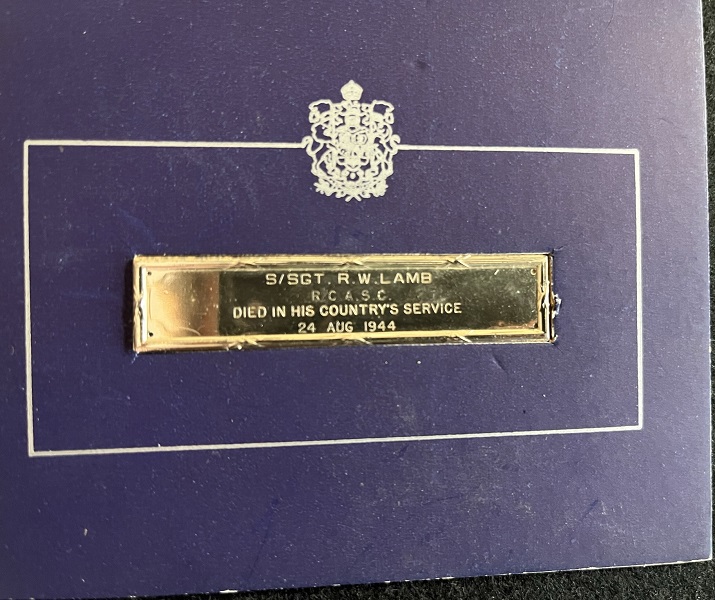 S/SGT. R.W. LAMB
R.C.A.S.C.
DIED IN HIS COUNTRY'S SERVICE
24 AUG 1944